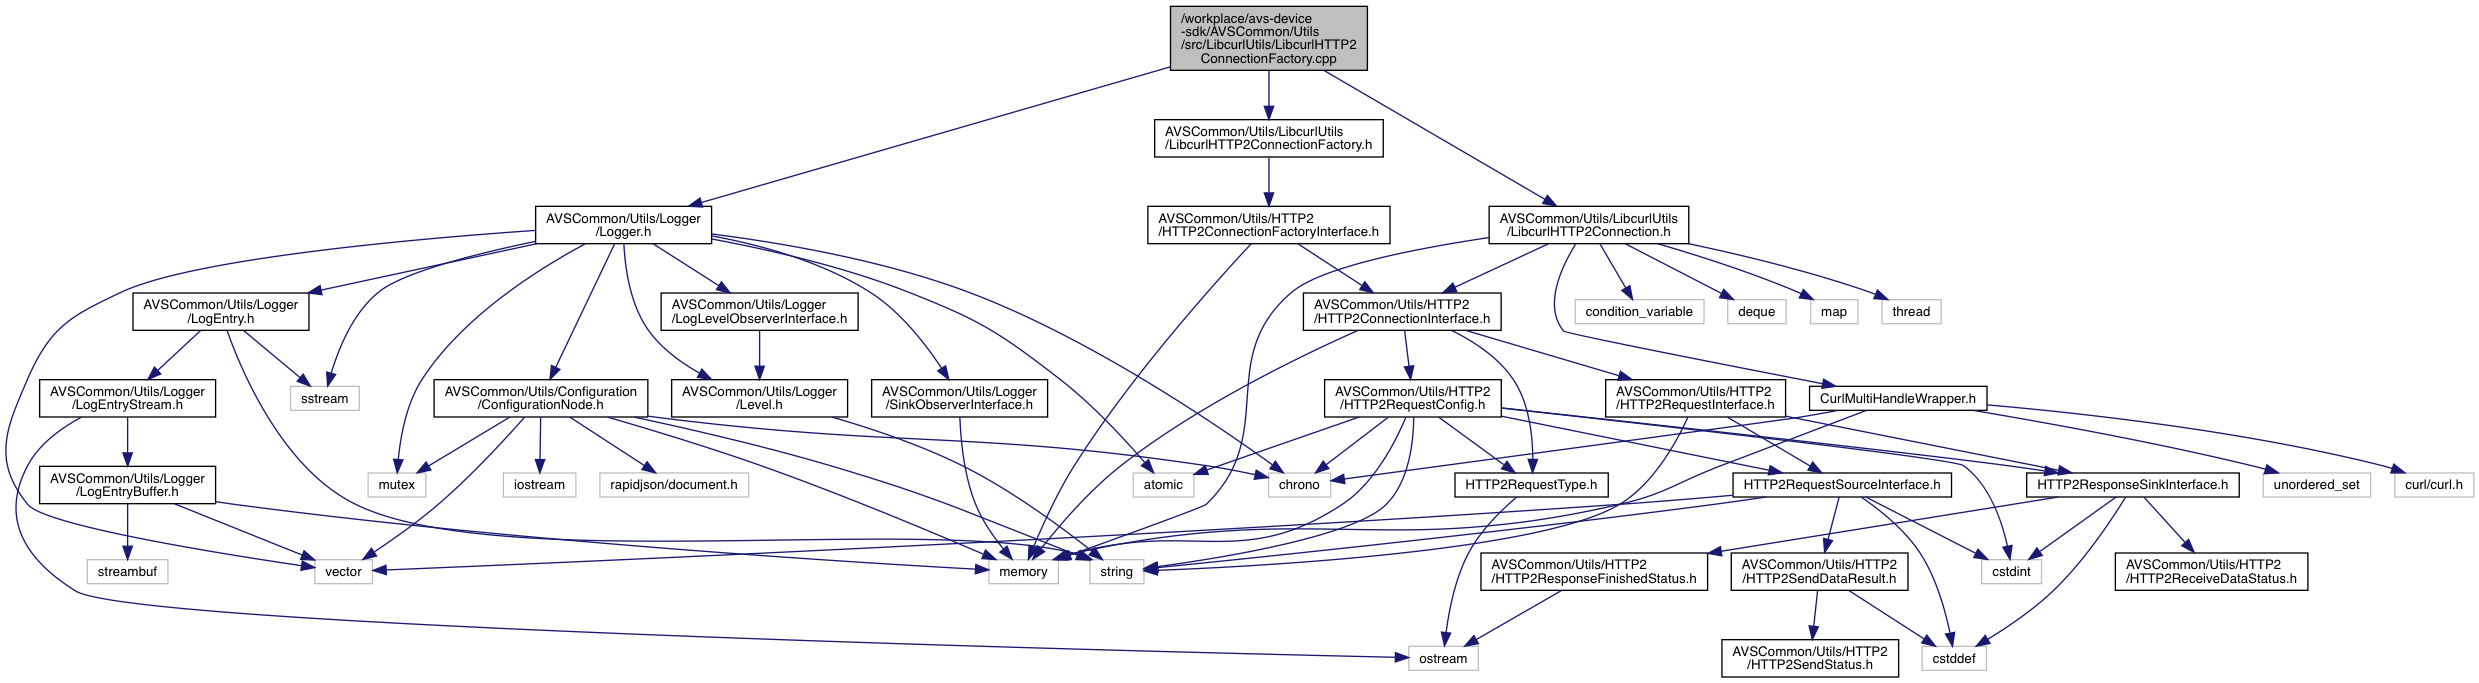 /workplace/avs-device
-sdk/AVSCommon/Utils
/src/LibcurlUtils/LibcurlHTTP2
ConnectionFactory.cpp
AVSCommon/Utils/LibcurlUtils
/LibcurlHTTP2ConnectionFactory.h
AVSCommon/Utils/Logger
/Logger.h
AVSCommon/Utils/HTTP2
/HTTP2ConnectionFactoryInterface.h
AVSCommon/Utils/LibcurlUtils
/LibcurlHTTP2Connection.h
AVSCommon/Utils/Logger
/LogEntry.h
AVSCommon/Utils/Logger
/LogLevelObserverInterface.h
AVSCommon/Utils/HTTP2
/HTTP2ConnectionInterface.h
condition_variable
deque
map
thread
AVSCommon/Utils/Logger
/LogEntryStream.h
sstream
AVSCommon/Utils/Configuration
/ConfigurationNode.h
AVSCommon/Utils/Logger
/Level.h
AVSCommon/Utils/Logger
/SinkObserverInterface.h
AVSCommon/Utils/HTTP2
/HTTP2RequestConfig.h
AVSCommon/Utils/HTTP2
/HTTP2RequestInterface.h
CurlMultiHandleWrapper.h
AVSCommon/Utils/Logger
/LogEntryBuffer.h
mutex
iostream
rapidjson/document.h
atomic
chrono
HTTP2RequestType.h
HTTP2RequestSourceInterface.h
HTTP2ResponseSinkInterface.h
unordered_set
curl/curl.h
streambuf
vector
memory
string
AVSCommon/Utils/HTTP2
/HTTP2ResponseFinishedStatus.h
AVSCommon/Utils/HTTP2
/HTTP2SendDataResult.h
cstdint
AVSCommon/Utils/HTTP2
/HTTP2ReceiveDataStatus.h
ostream
AVSCommon/Utils/HTTP2
/HTTP2SendStatus.h
cstddef